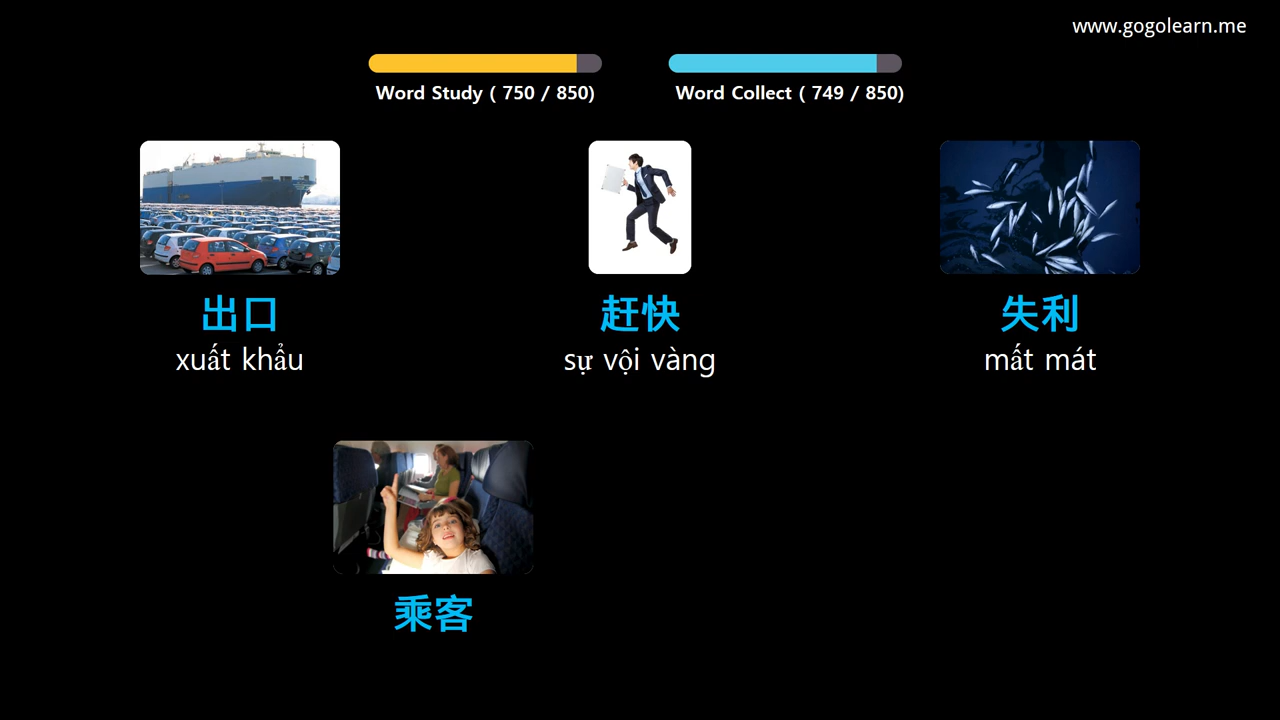 www.gogolearn.me
Word Study ( 750 / 850)
Word Collect ( 749 / 850)
出口
xuất khẩu
赶快
sự vội vàng
失利
mất mát
乘客